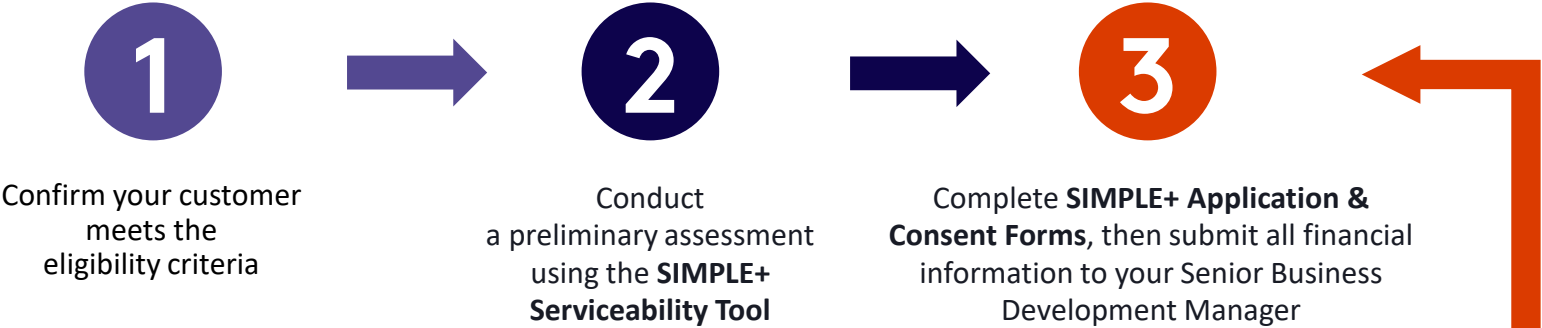 1
Confirm your customer
meets the
eligibility criteria
2
Conduct
a preliminary assessment
using the SIMPLE+
Serviceability Tool
3
Complete SIMPLE+ Application &
Consent Forms, then submit all financial
information to your Senior Business
Development Manager